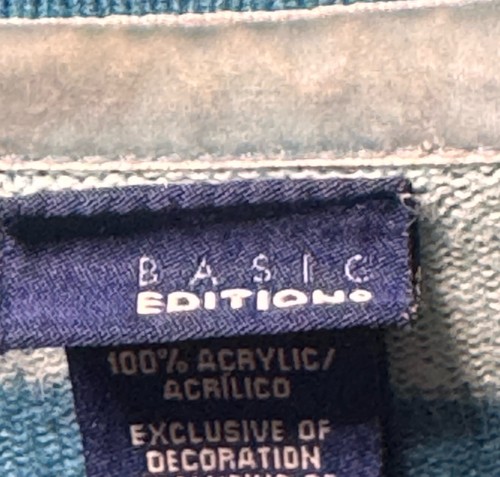 BASIC
EDITIONS
100% ACRYLIC/
ACRÍLICO
EXCLUSIVE OF
DECORATION